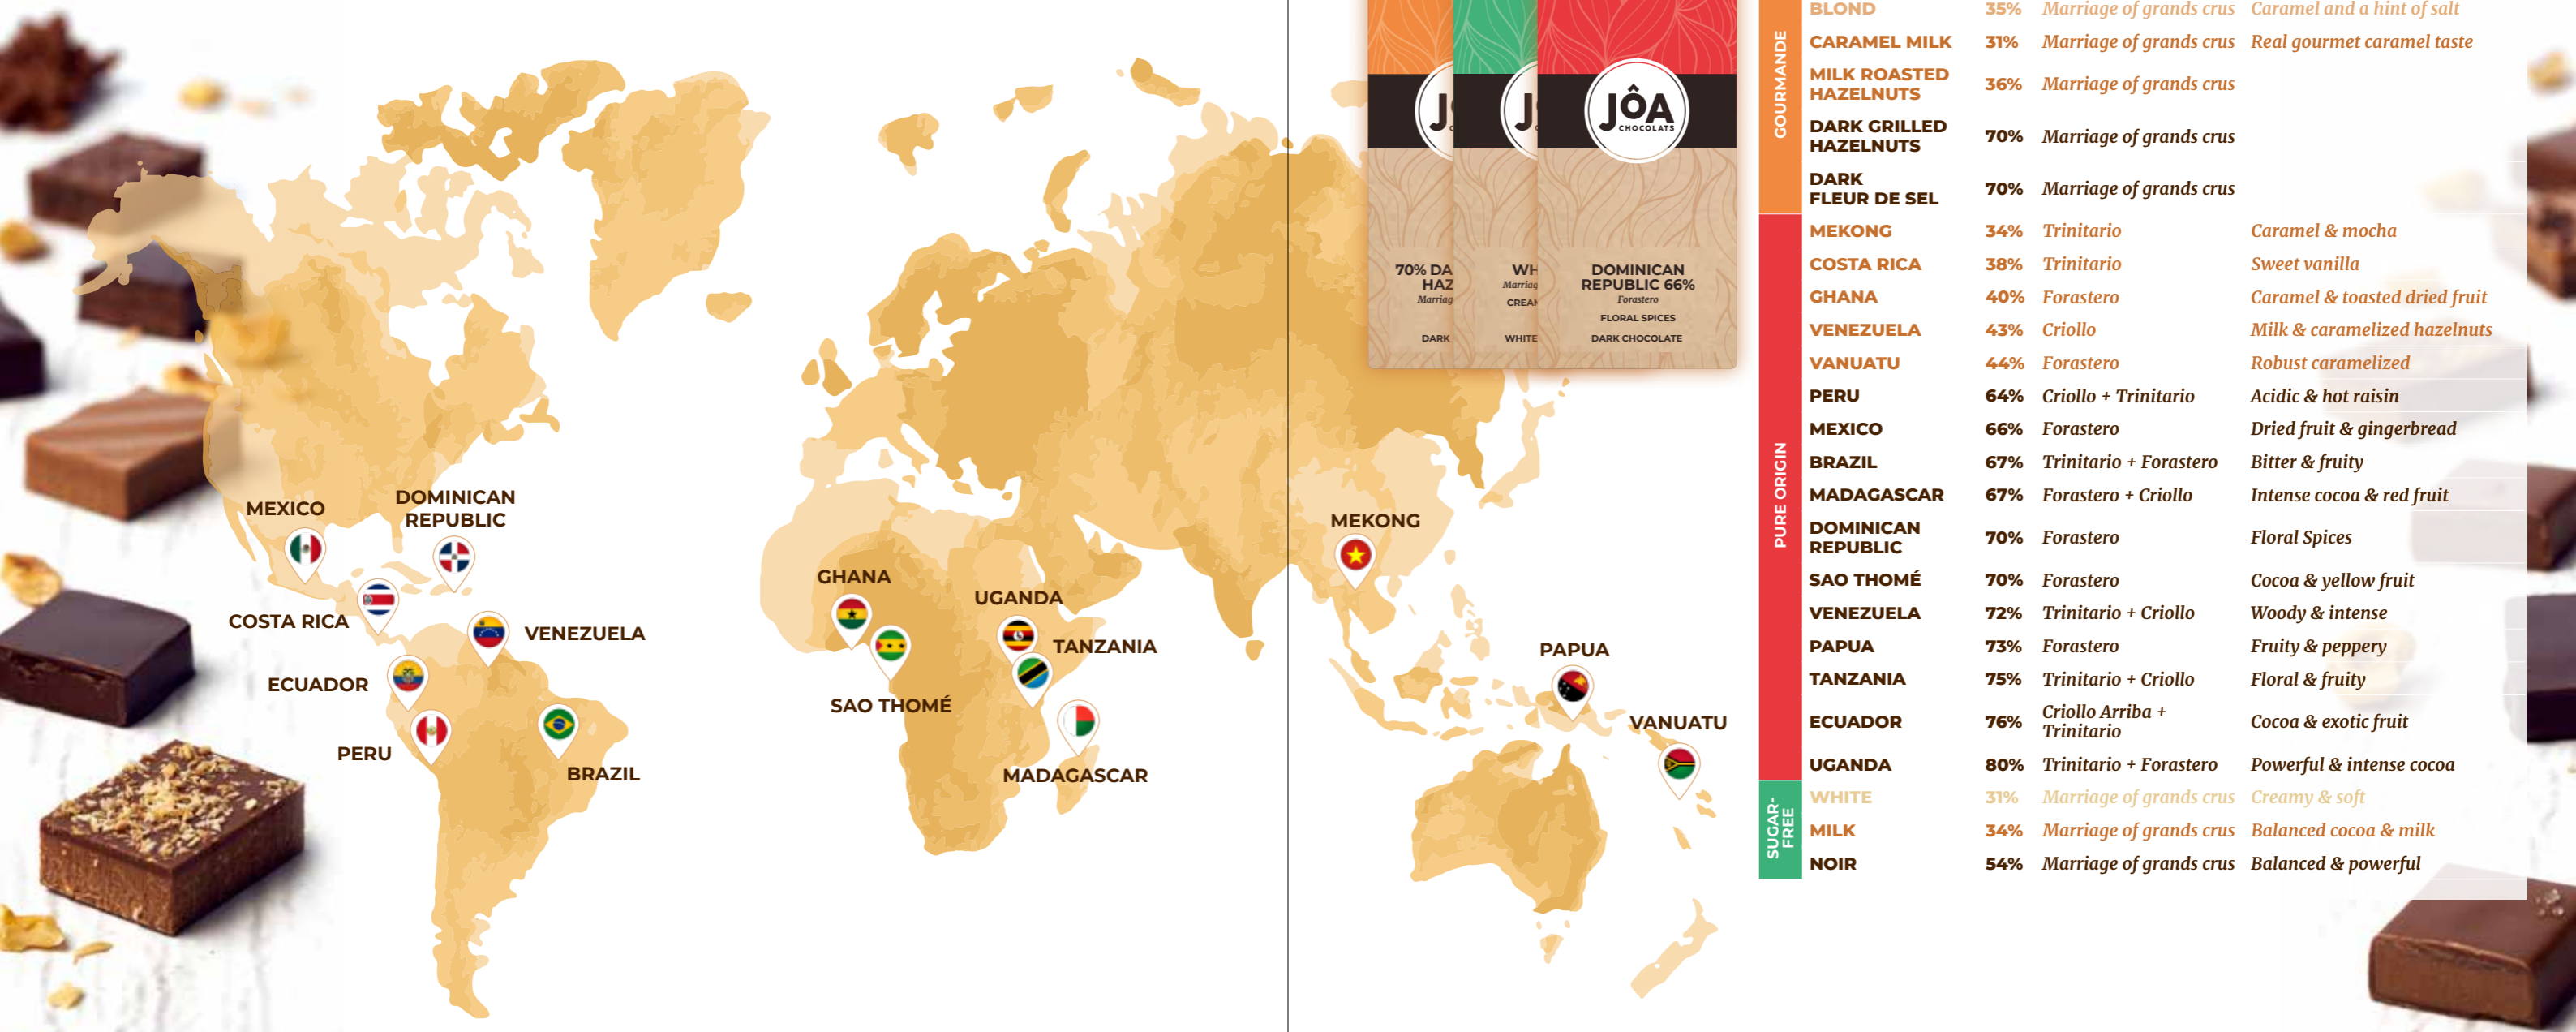 MEXICO
DOMINICAN
REPUBLIC
COSTA RICA
VENEZUELA
ECUADOR
PERU
BRAZIL
GHANA
SAO THOMÉ
UGANDA
TANZANIA
MADAGASCAR
MEKONG
PAPUA
VANUATU
JÔA
CHOCOLATS
70% DA
HAZ
Marriag
DARK
WH
Marriag
CREAM
WHITE
DOMINICAN
REPUBLIC 66%
Forastero
FLORAL SPICES
DARK CHOCOLATE
GOURMANDE
BLOND 35% Marriage of grands crus Caramel and a hint of salt
CARAMEL MILK 31% Marriage of grands crus Real gourmet caramel taste
MILK ROASTED
HAZELNUTS 36% Marriage of grands crus
DARK GRILLED
HAZELNUTS 70% Marriage of grands crus
DARK
FLEUR DE SEL 70% Marriage of grands crus
PURE ORIGIN
MEKONG 34% Trinitario Caramel & mocha
COSTA RICA 38% Trinitario Sweet vanilla
GHANA 40% Forastero Caramel & toasted dried fruit
VENEZUELA 43% Criollo Milk & caramelized hazelnuts
VANUATU 44% Forastero Robust caramelized
PERU 64% Criollo + Trinitario Acidic & hot raisin
MEXICO 66% Forastero Dried fruit & gingerbread
BRAZIL 67% Trinitario + Forastero Bitter & fruity
MADAGASCAR 67% Forastero + Criollo Intense cocoa & red fruit
DOMINICAN
REPUBLIC 70% Forastero Floral Spices
SAO THOMÉ 70% Forastero Cocoa & yellow fruit
VENEZUELA 72% Trinitario + Criollo Woody & intense
PAPUA 73% Forastero Fruity & peppery
TANZANIA 75% Trinitario + Criollo Floral & fruity
ECUADOR 76% Criollo Arriba +
Trinitario Cocoa & exotic fruit
UGANDA 80% Trinitario + Forastero Powerful & intense cocoa
SUGAR-
FREE
WHITE 31% Marriage of grands crus Creamy & soft
MILK 34% Marriage of grands crus Balanced cocoa & milk
NOIR 54% Marriage of grands crus Balanced & powerful